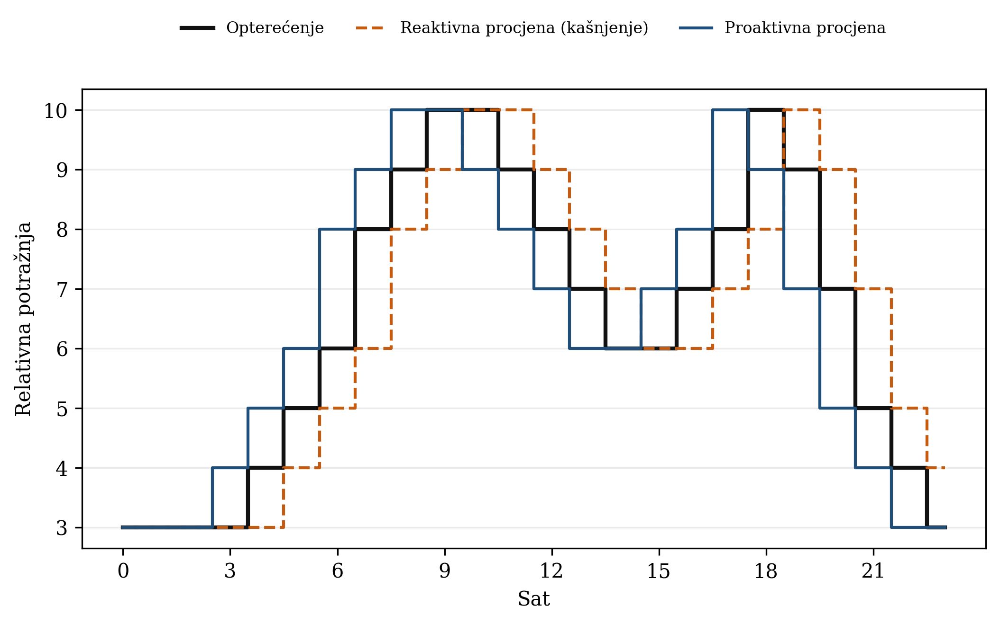 Opterećenje Reaktivna procjena (kašnjenje) Proaktivna procjena
10
9
8
7
6
5
4
3
Relativna potražnja
0 3 6 9 12 15 18 21
Sat